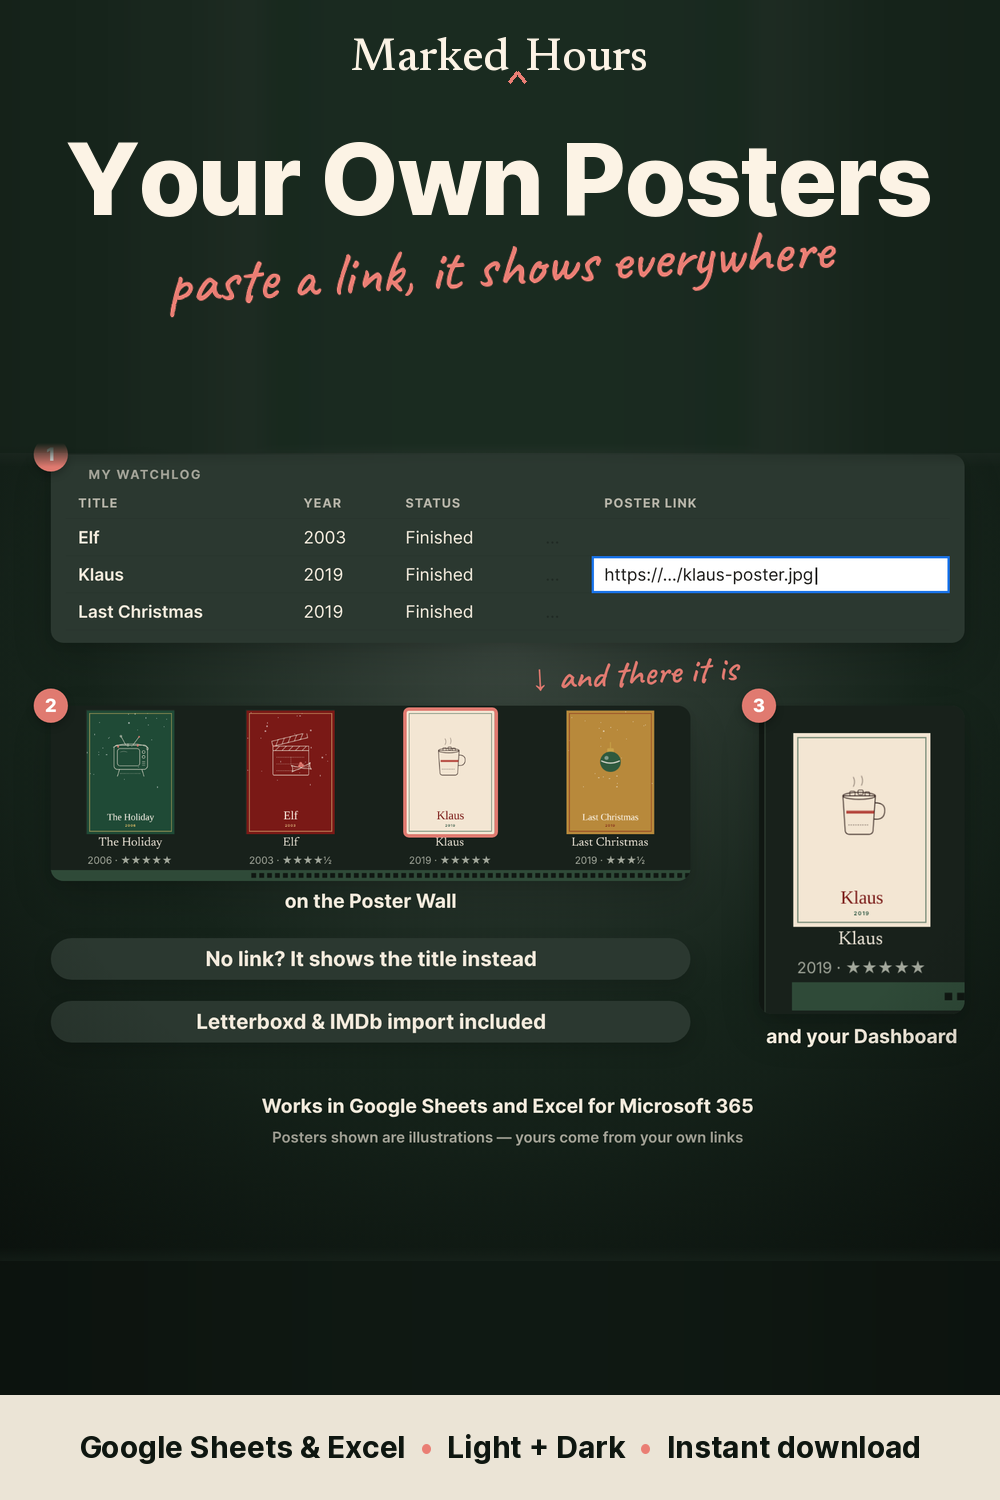 Marked Hours
Your Own Posters
paste a link, it shows everywhere
1
MY WATCHLOG
TITLE YEAR STATUS POSTER LINK
Elf 2003 Finished ...
Klaus 2019 Finished ... https://.../klaus-poster.jpg
Last Christmas 2019 Finished ...
↓ and there it is
2
The Holiday
2006
The Holiday
2006 · ★★★★★
Elf
2003
Elf
2003 · ★★★★½
Klaus
2019
Klaus
2019 · ★★★★★
Last Christmas
2019
Last Christmas
2019 · ★★★½
on the Poster Wall
3
Klaus
2019
Klaus
2019 · ★★★★★
and your Dashboard
No link? It shows the title instead
Letterboxd & IMDb import included
Works in Google Sheets and Excel for Microsoft 365
Posters shown are illustrations — yours come from your own links
Google Sheets & Excel • Light + Dark • Instant download